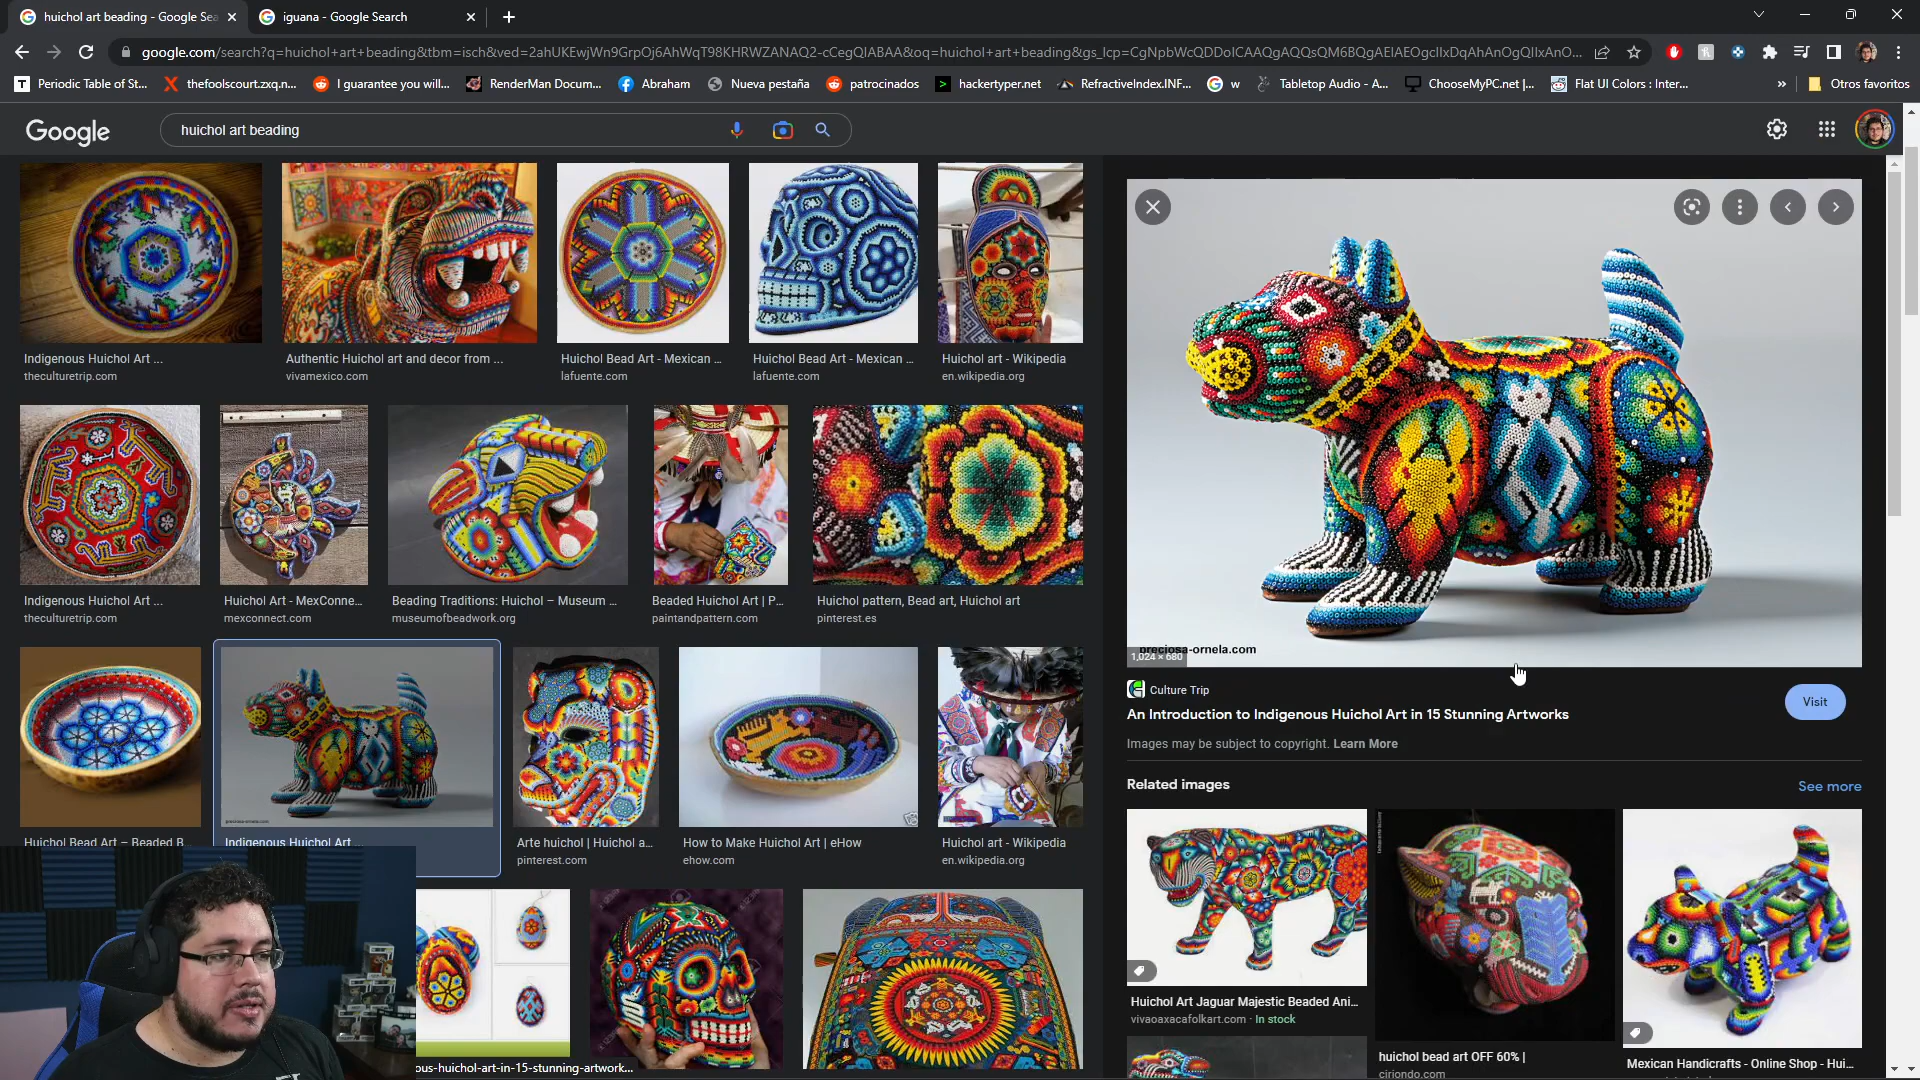 huichol art beading - Google Sea
iguana - Google Search
google.com/search?q=huichol+art+beading&tbm=isch&ved=2ahUKEwjWn9GrpOj6AhWqT98KHRWZANAQ2-cCegQIABAA&oq=huichol+art+beading&gs_lcp=CgNpbWcQDDoICAAQgAQQsQM6BQgAEIAEOgcIIxDqAhAnOgQIIxAnO...
Periodic Table of St...
thefoolscourt.zxq.n...
I guarantee you will...
RenderMan Docum...
Abraham
Nueva pestaña
patrocinados
hackertyper.net
RefractiveIndex.INF...
w
Tabletop Audio - A...
ChooseMyPC.net |...
Flat UI Colors : Inter...
»
Otros favoritos
Google
huichol art beading
Indigenous Huichol Art ...
theculturetrip.com
Authentic Huichol art and decor from ...
vivamexico.com
Huichol Bead Art - Mexican ...
lafuente.com
Huichol Bead Art - Mexican ...
lafuente.com
Huichol art - Wikipedia
en.wikipedia.org
Indigenous Huichol Art ...
theculturetrip.com
Huichol Art - MexConne...
mexconnect.com
Beading Traditions: Huichol – Museum ...
museumofbeadwork.org
Beaded Huichol Art | P...
paintandpattern.com
Huichol pattern, Bead art, Huichol art
pinterest.es
Huichol Bead Art – Beaded B...
Indigenous Huichol Art ...
Arte huichol | Huichol a...
pinterest.com
How to Make Huichol Art | eHow
ehow.com
Huichol art - Wikipedia
en.wikipedia.org
ous-huichol-art-in-15-stunning-artwork...
preciosa-ornela.com
1,024 × 680
Culture Trip
An Introduction to Indigenous Huichol Art in 15 Stunning Artworks
Visit
Images may be subject to copyright. Learn More
Related images
See more
Huichol Art Jaguar Majestic Beaded Ani...
vivaoaxacafolkart.com · In stock
huichol bead art OFF 60% |
ciriondo.com
Mexican Handicrafts - Online Shop - Hui...